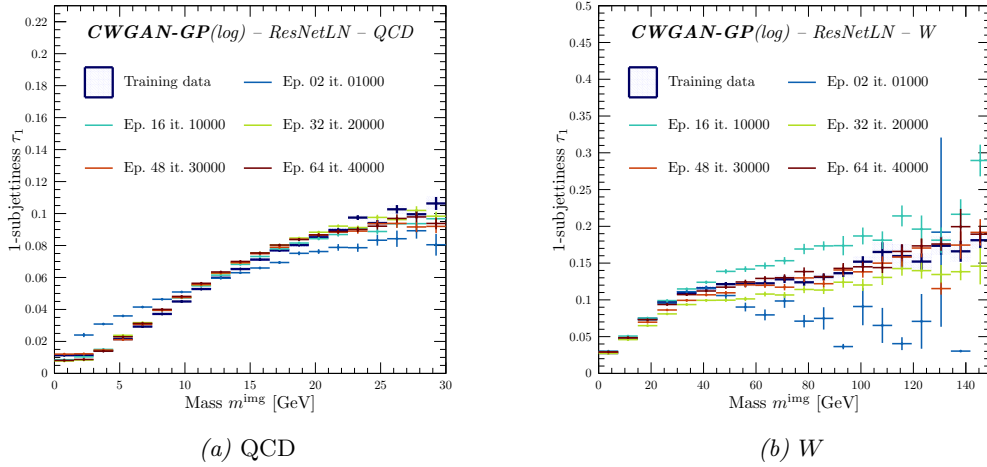 CWGAN-GP(log) – ResNetLN – QCD
Training data
Ep. 02 it. 01000
Ep. 16 it. 10000
Ep. 32 it. 20000
Ep. 48 it. 30000
Ep. 64 it. 40000
1-subjettiness τ1
0.22
0.2
0.18
0.16
0.14
0.12
0.1
0.08
0.06
0.04
0.02
0
0 5 10 15 20 25 30
Mass m^img [GeV]
(a) QCD
CWGAN-GP(log) – ResNetLN – W
Training data
Ep. 02 it. 01000
Ep. 16 it. 10000
Ep. 32 it. 20000
Ep. 48 it. 30000
Ep. 64 it. 40000
1-subjettiness τ1
0.5
0.45
0.4
0.35
0.3
0.25
0.2
0.15
0.1
0.05
0
0 20 40 60 80 100 120 140
Mass m^img [GeV]
(b) W